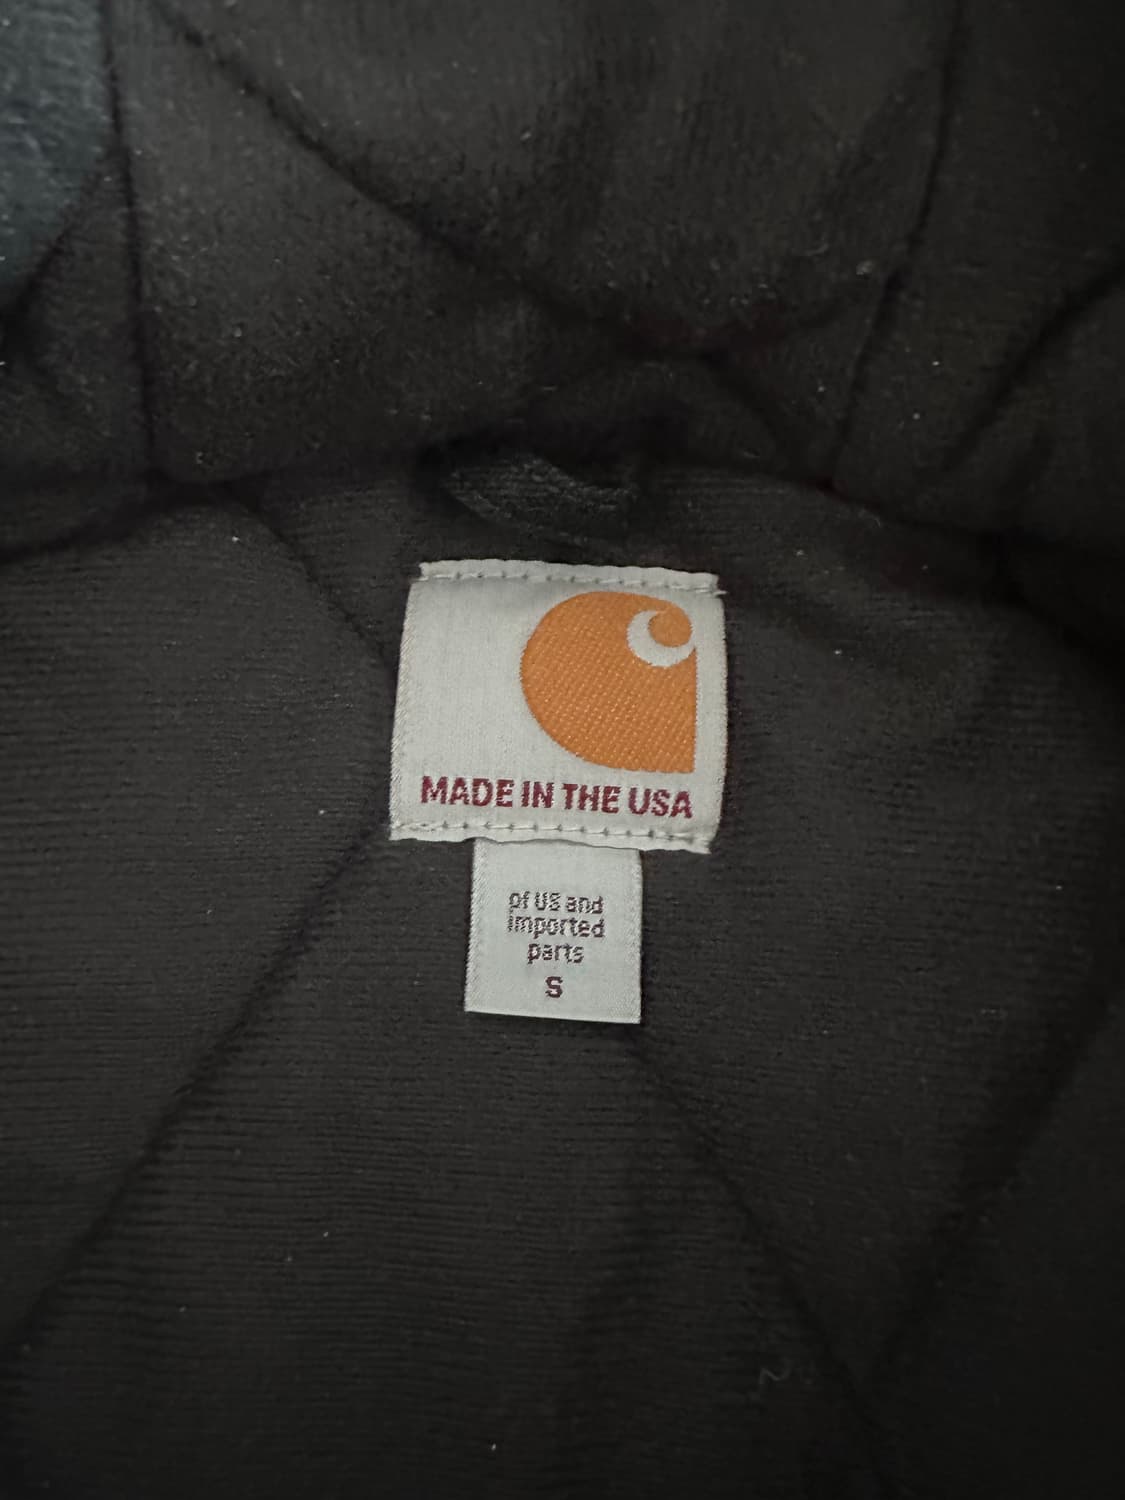 MADE IN THE USA
of US and
imported
parts
S